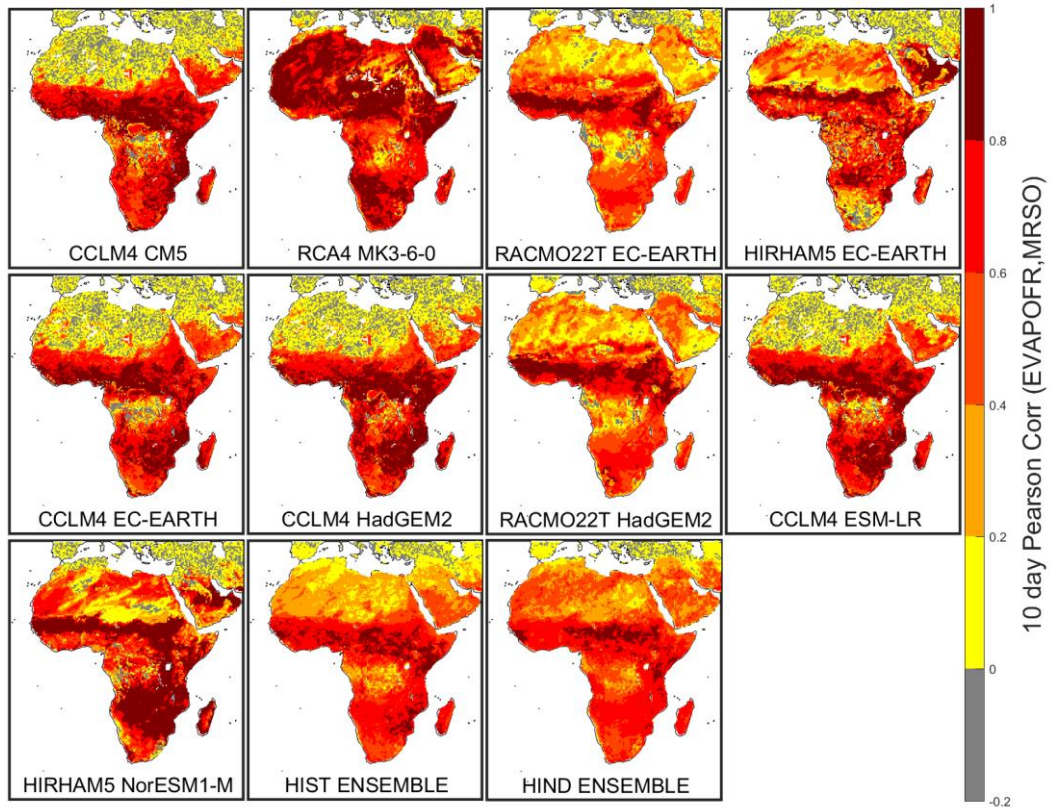 CCLM4 CM5
RCA4 MK3-6-0
RACMO22T EC-EARTH
HIRHAM5 EC-EARTH
CCLM4 EC-EARTH
CCLM4 HadGEM2
RACMO22T HadGEM2
CCLM4 ESM-LR
HIRHAM5 NorESM1-M
HIST ENSEMBLE
HIND ENSEMBLE
1
0.8
0.6
0.4
0.2
0
-0.2
10 day Pearson Corr (EVAPOFR,MRSO)